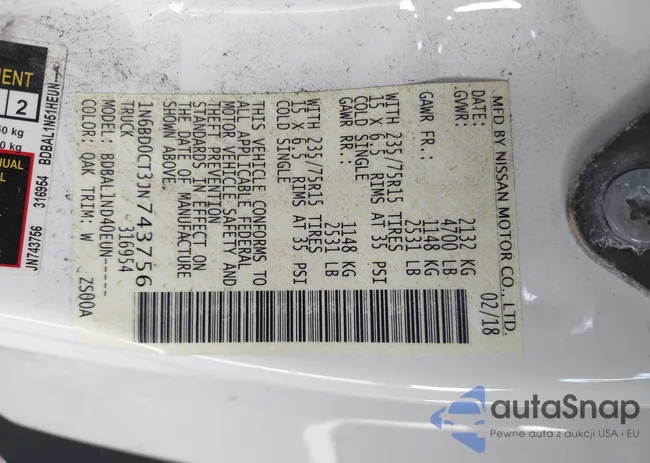 MFD BY NISSAN MOTOR CO., LTD.
DATE: 02/18
GVWR: 2132 KG
4700 LB
GAWR FR.: 1148 KG
2531 LB
WITH 235/75R15
15 X 6.5 RIMS AT 35 PSI
COLD SINGLE
GAWR RR.: 1148 KG
2531 LB
WITH 235/75R15
15 X 6.5 RIMS AT 35 PSI
COLD SINGLE
THIS VEHICLE CONFORMS TO
ALL APPLICABLE FEDERAL
MOTOR VEHICLE SAFETY AND
THEFT PREVENTION
STANDARDS IN EFFECT ON
THE DATE OF MANUFACTURE
SHOWN ABOVE.
1N6BD0CT3JN743756
TRUCK 316954
MODEL: BDBAL1ND40EUN-----
COLOR: QAK TRIM: W ZS00A
2
kg
kg
316954
JN743756
autaSnap
Pewne auta z aukcji USA i EU